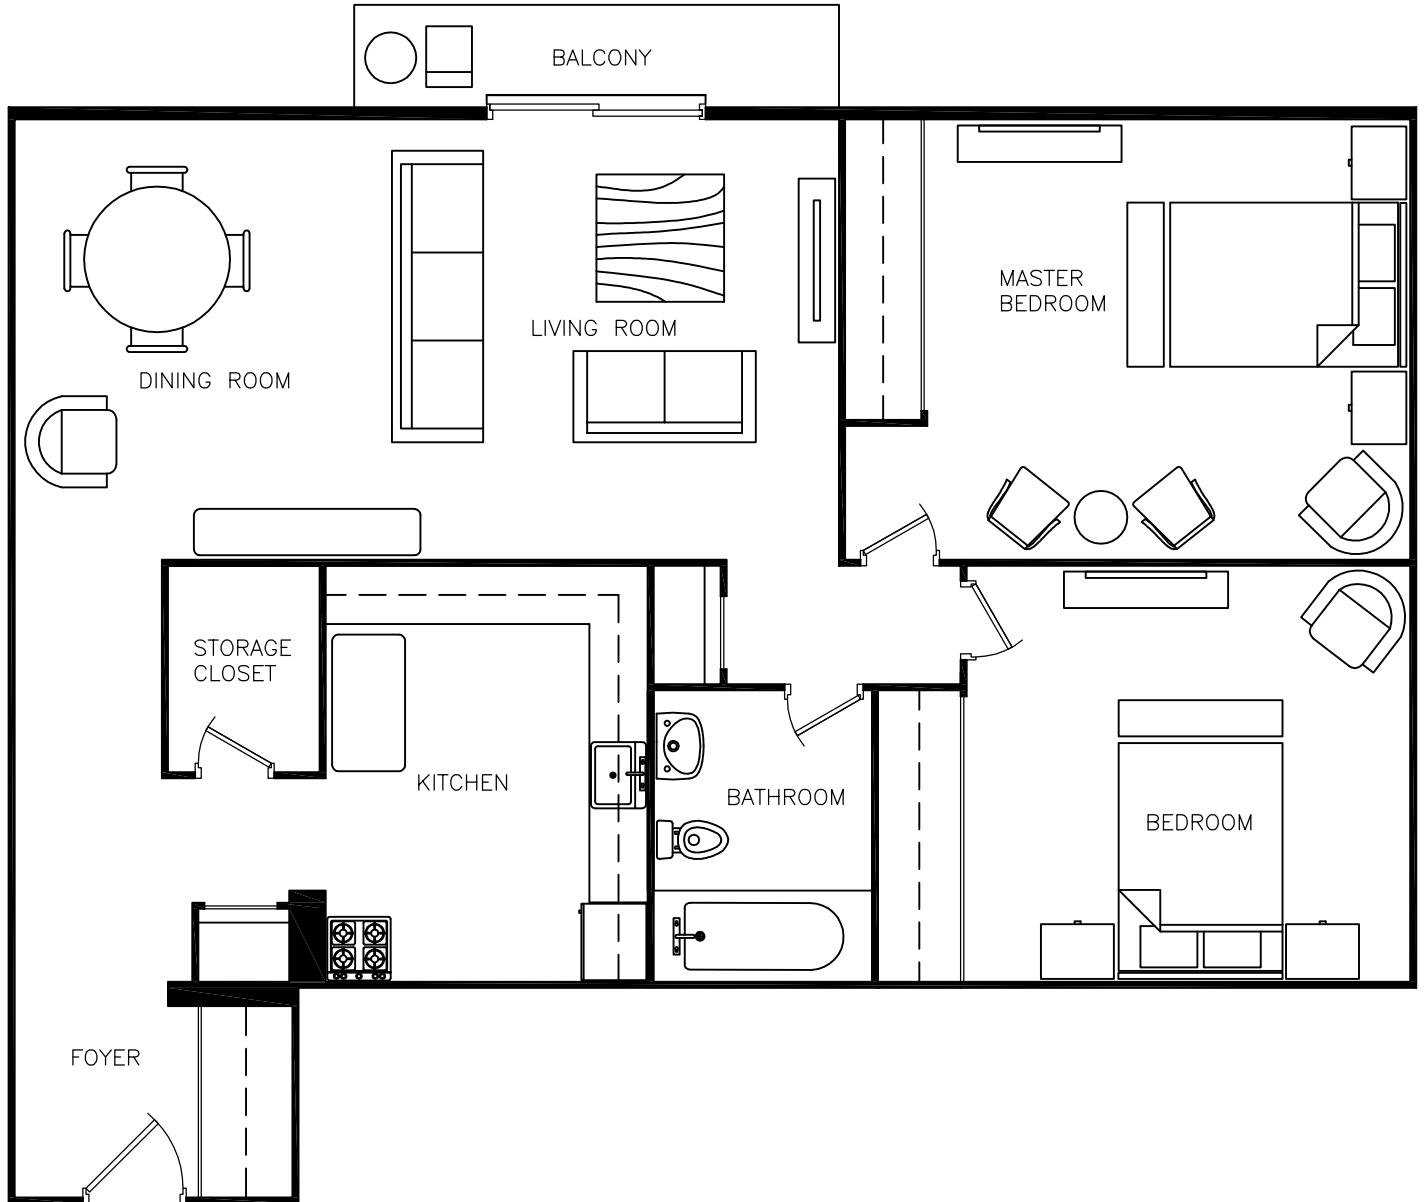 BALCONY
MASTER
BEDROOM
LIVING ROOM
DINING ROOM
STORAGE
CLOSET
KITCHEN
BATHROOM
BEDROOM
FOYER